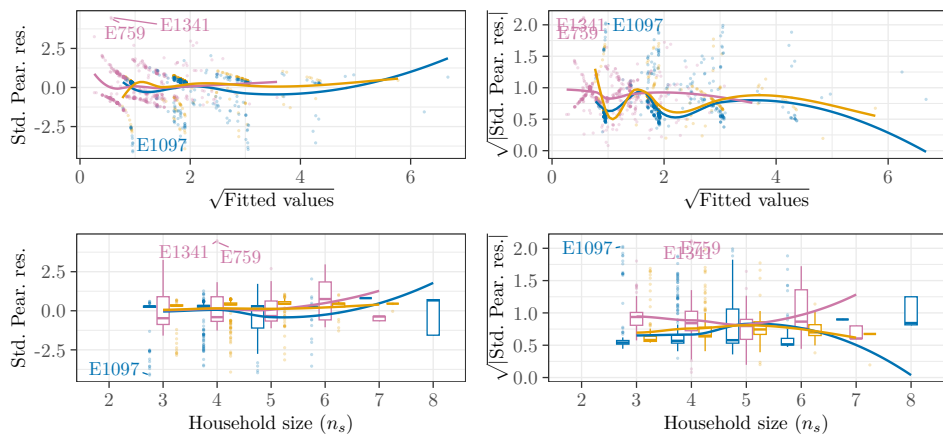 Std. Pear. res.
2.5
0.0
-2.5
E1341
E759
E1097
0
2
4
6
√Fitted values
√|Std. Pear. res.|
2.0
1.5
1.0
0.5
0.0
E1341
E759
E1097
0
2
4
6
√Fitted values
Std. Pear. res.
2.5
0.0
-2.5
E1341
E759
E1097
2
3
4
5
6
7
8
Household size (nₛ)
√|Std. Pear. res.|
2.0
1.5
1.0
0.5
0.0
E1097
E759
E1341
2
3
4
5
6
7
8
Household size (nₛ)